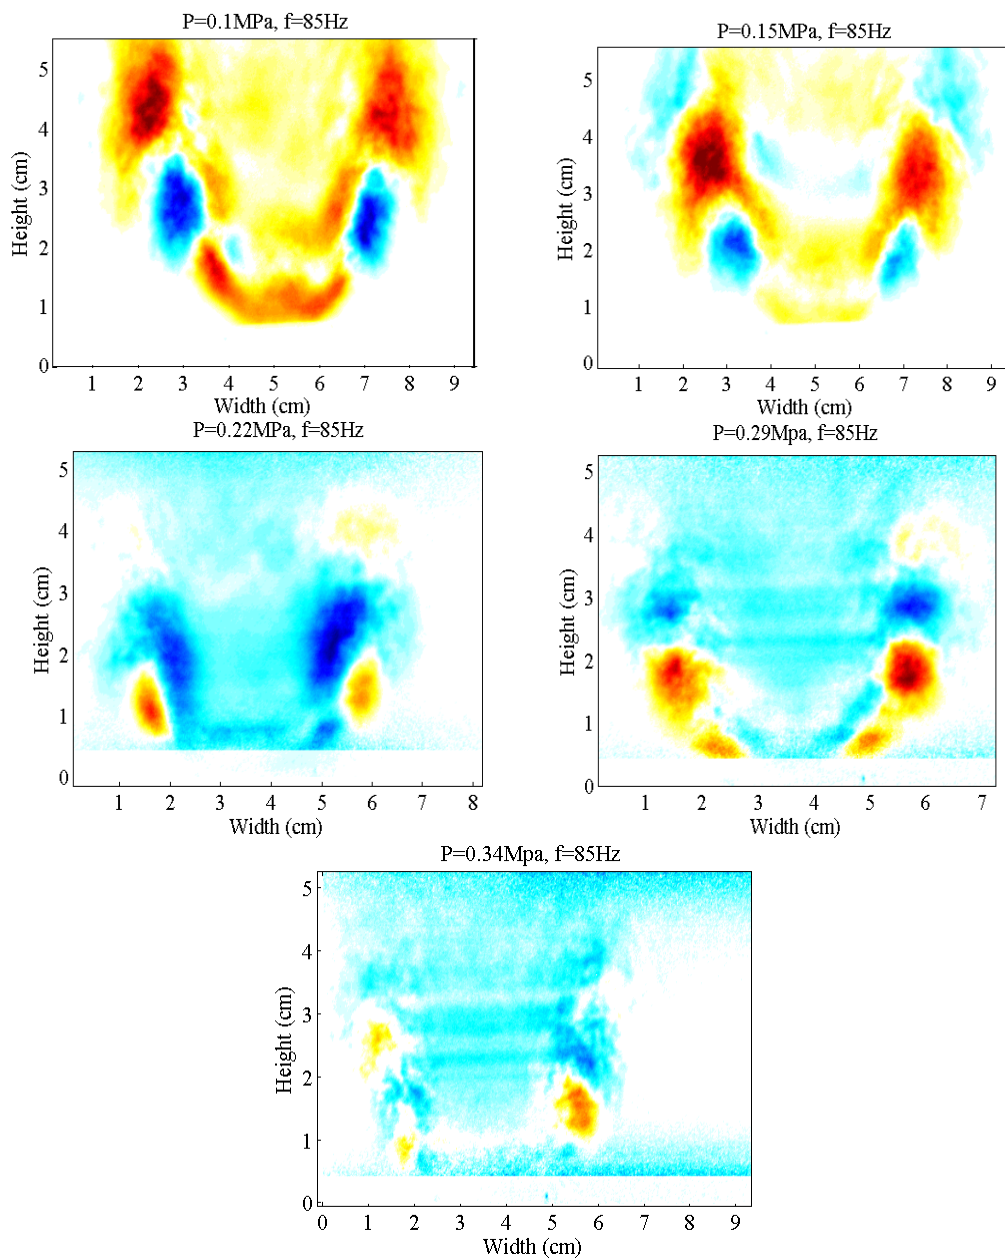 P=0.1MPa, f=85Hz
5
4
3
2
1
0
Height (cm)
1 2 3 4 5 6 7 8 9
Width (cm)
P=0.15MPa, f=85Hz
5
4
3
2
1
0
Height (cm)
1 2 3 4 5 6 7 8 9
Width (cm)
P=0.22MPa, f=85Hz
5
4
3
2
1
0
Height (cm)
1 2 3 4 5 6 7 8
Width (cm)
P=0.29Mpa, f=85Hz
5
4
3
2
1
0
Height (cm)
1 2 3 4 5 6 7
Width (cm)
P=0.34Mpa, f=85Hz
5
4
3
2
1
0
Height (cm)
0 1 2 3 4 5 6 7 8 9
Width (cm)